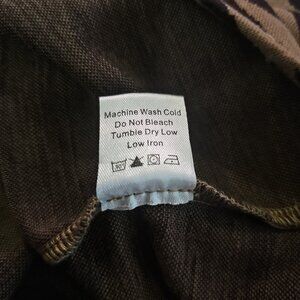 Machine Wash Cold
Do Not Bleach
Tumble Dry Low
Low Iron